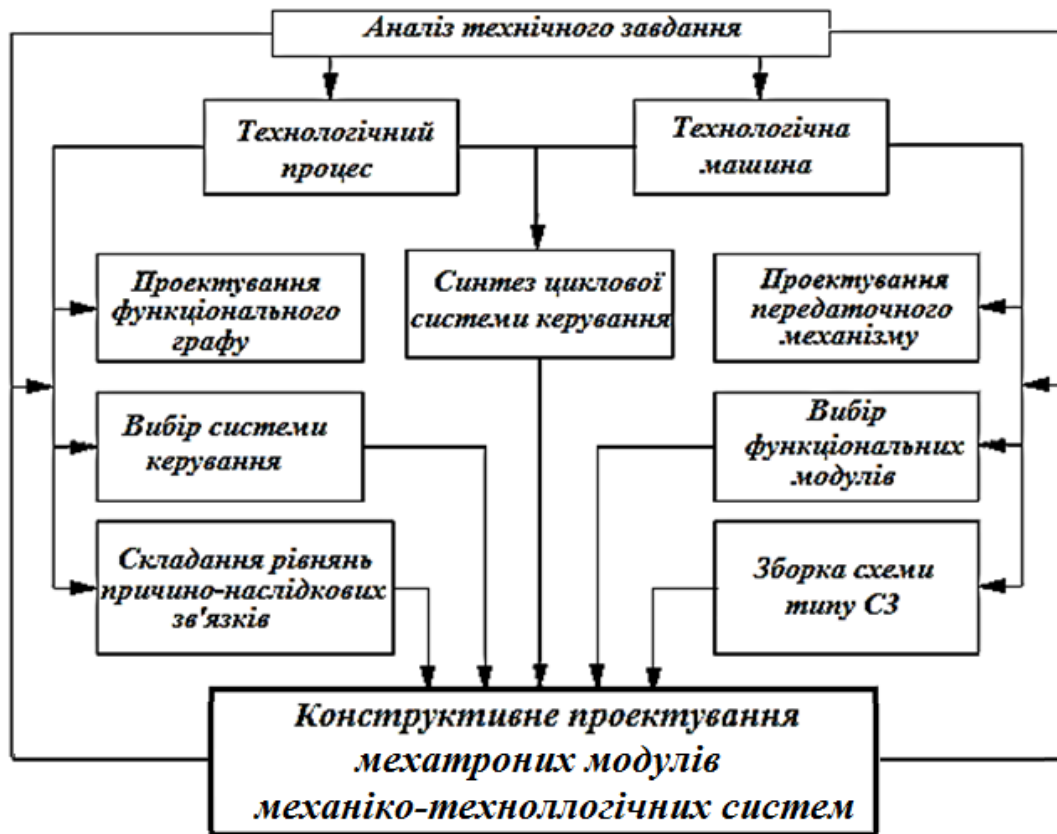 Аналіз технічного завдання
Технологічний
процес
Технологічна
машина
Проектування
функціонального
графу
Синтез циклової
системи керування
Проектування
передаточного
механізму
Вибір системи
керування
Вибір
функціональних
модулів
Складання рівнянь
причино-наслідкових
зв'язків
Зборка схеми
типу СЗ
Конструктивне проектування
мехатроних модулів
механіко-техноллогічних систем